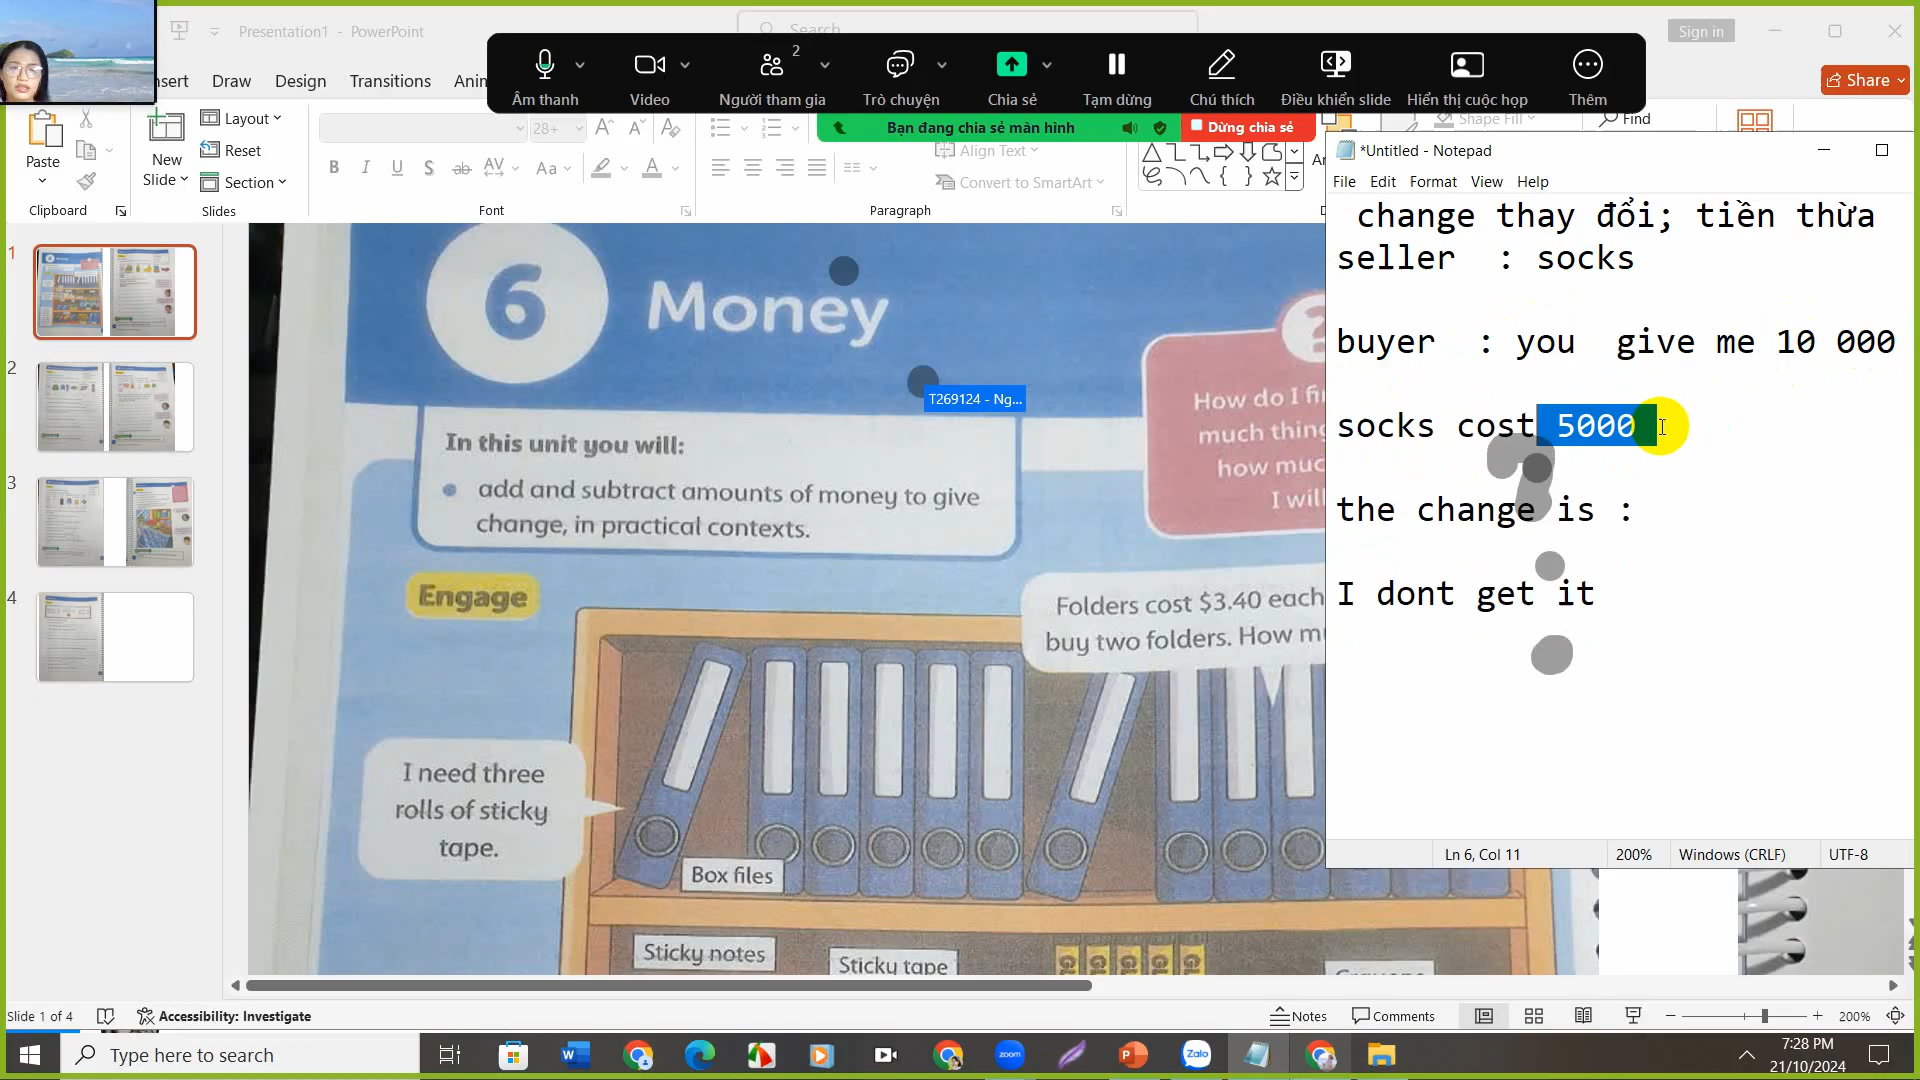 Presentation1 - PowerPoint
Search
Sign in
Draw
Design
Transitions
Share
Âm thanh
Video
2
Người tham gia
Trò chuyện
Chia sẻ
Tạm dừng
Chú thích
Điều khiển slide
Hiển thị cuộc họp
Thêm
Bạn đang chia sẻ màn hình
Dừng chia sẻ
Paste
New
Slide
Layout
Reset
Section
28+
Align Text
Convert to SmartArt
Shape Fill
Find
Clipboard
Slides
Font
Paragraph
*Untitled - Notepad
File Edit Format View Help
change thay đổi; tiền thừa
seller : socks
buyer : you give me 10 000
socks cost 5000
the change is :
I dont get it
Ln 6, Col 11
200%
Windows (CRLF)
UTF-8
1
2
3
4
6
Money
T269124 - Ng...
In this unit you will:
add and subtract amounts of money to give
change, in practical contexts.
How do I
much
how muc
I will
Engage
Folders cost $3.40 each
buy two folders. How
I need three
rolls of sticky
tape.
Box files
Sticky notes
Sticky tape
Slide 1 of 4
Accessibility: Investigate
Notes
Comments
200%
Type here to search
zoom
Zalo
7:28 PM
21/10/2024